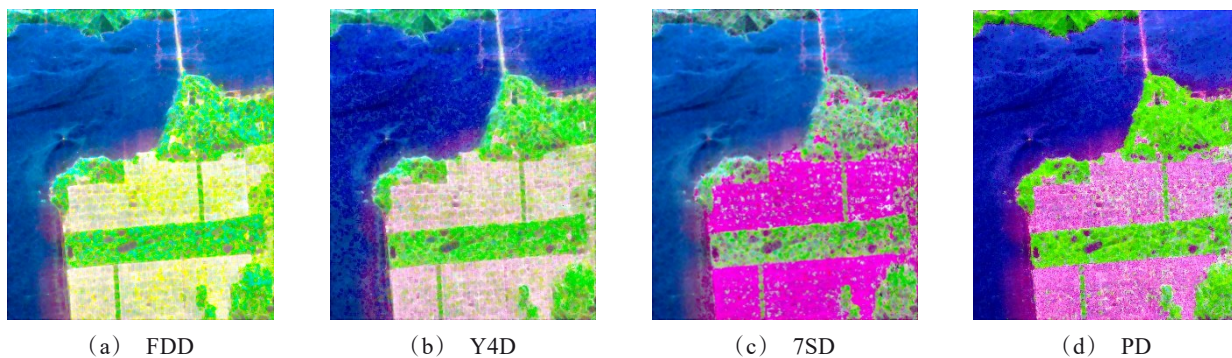 （a） FDD
（b） Y4D
（c） 7SD
（d） PD